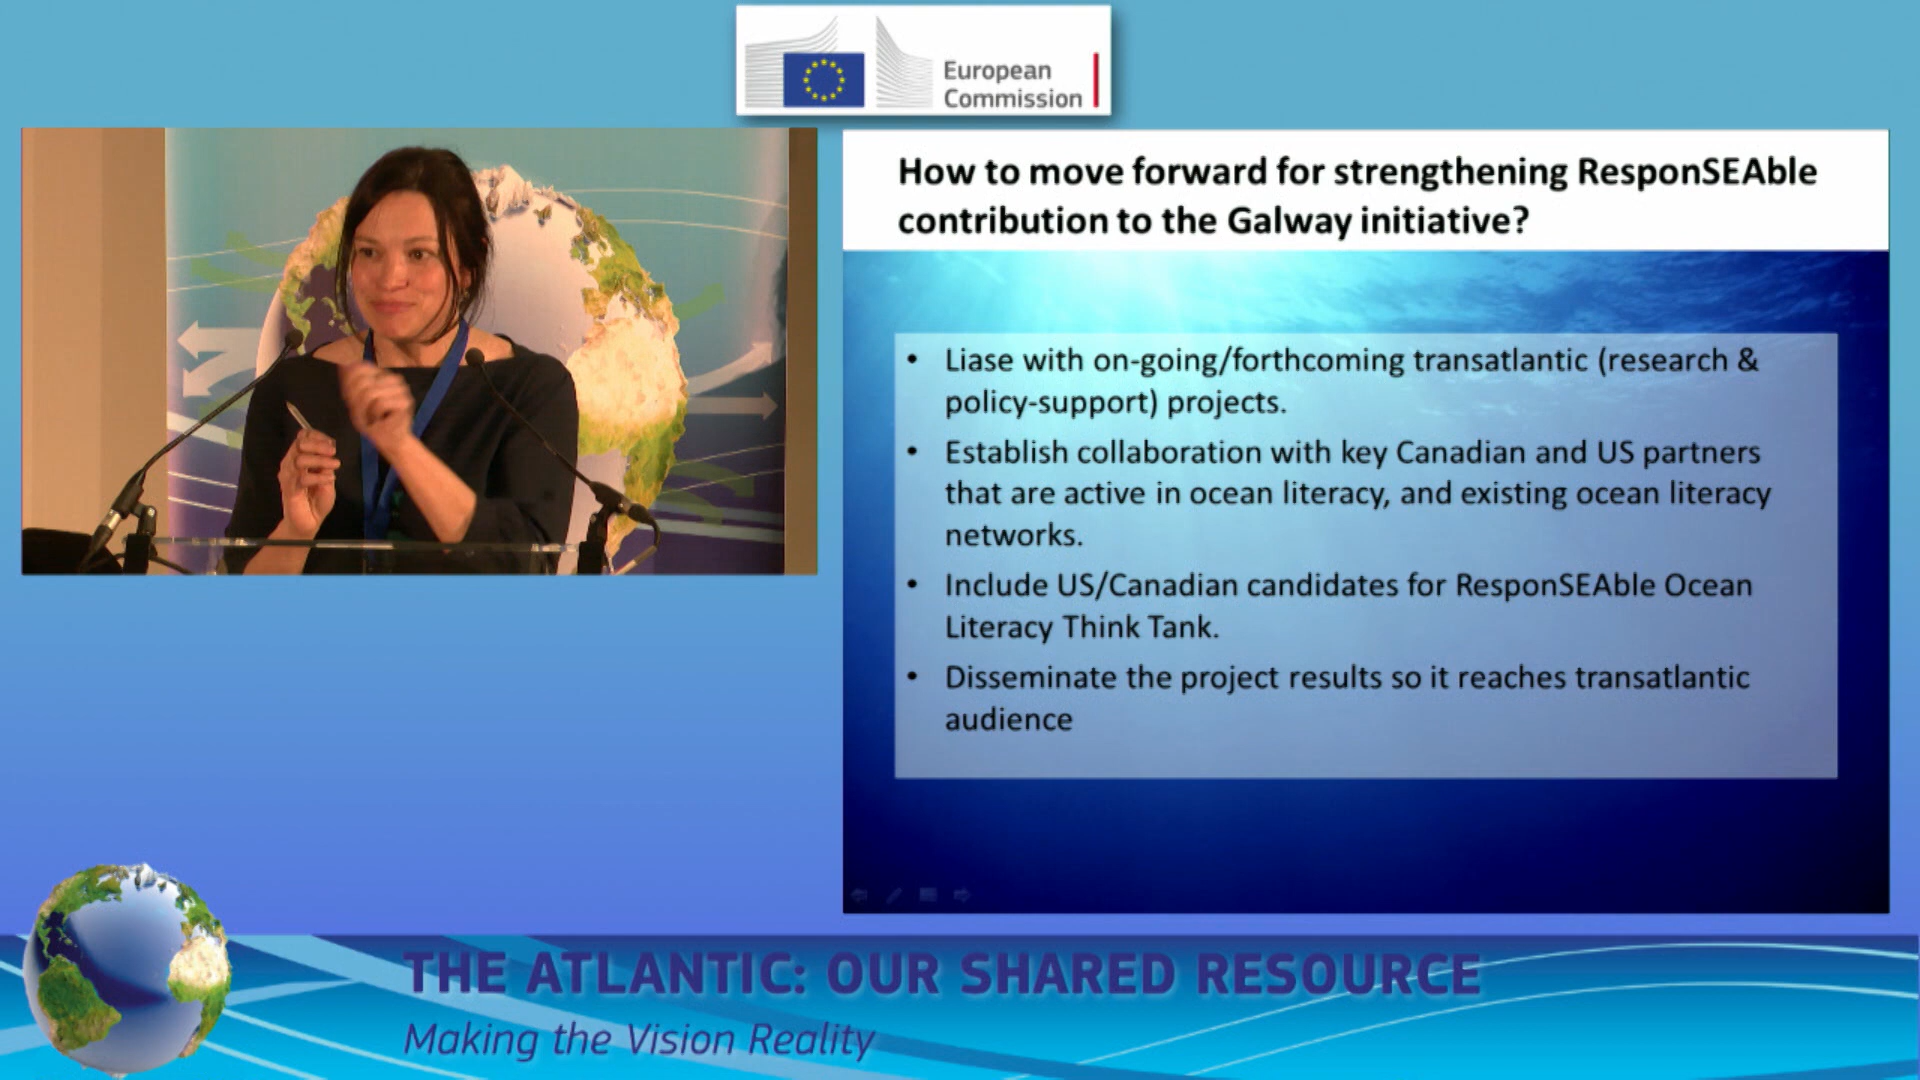 European
Commission
How to move forward for strengthening ResponSEAble
contribution to the Galway initiative?
• Liase with on-going/forthcoming transatlantic (research &
policy-support) projects.
• Establish collaboration with key Canadian and US partners
that are active in ocean literacy, and existing ocean literacy
networks.
• Include US/Canadian candidates for ResponSEAble Ocean
Literacy Think Tank.
• Disseminate the project results so it reaches transatlantic
audience
THE ATLANTIC: OUR SHARED RESOURCE
Making the Vision Reality